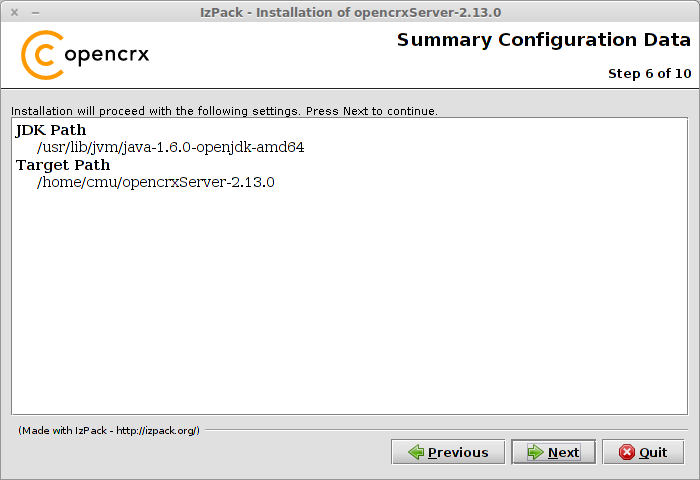 IzPack - Installation of opencrxServer-2.13.0
opencrx
Summary Configuration Data
Step 6 of 10
Installation will proceed with the following settings. Press Next to continue.
JDK Path
/usr/lib/jvm/java-1.6.0-openjdk-amd64
Target Path
/home/cmu/opencrxServer-2.13.0
(Made with IzPack - http://izpack.org/)
Previous
Next
Quit